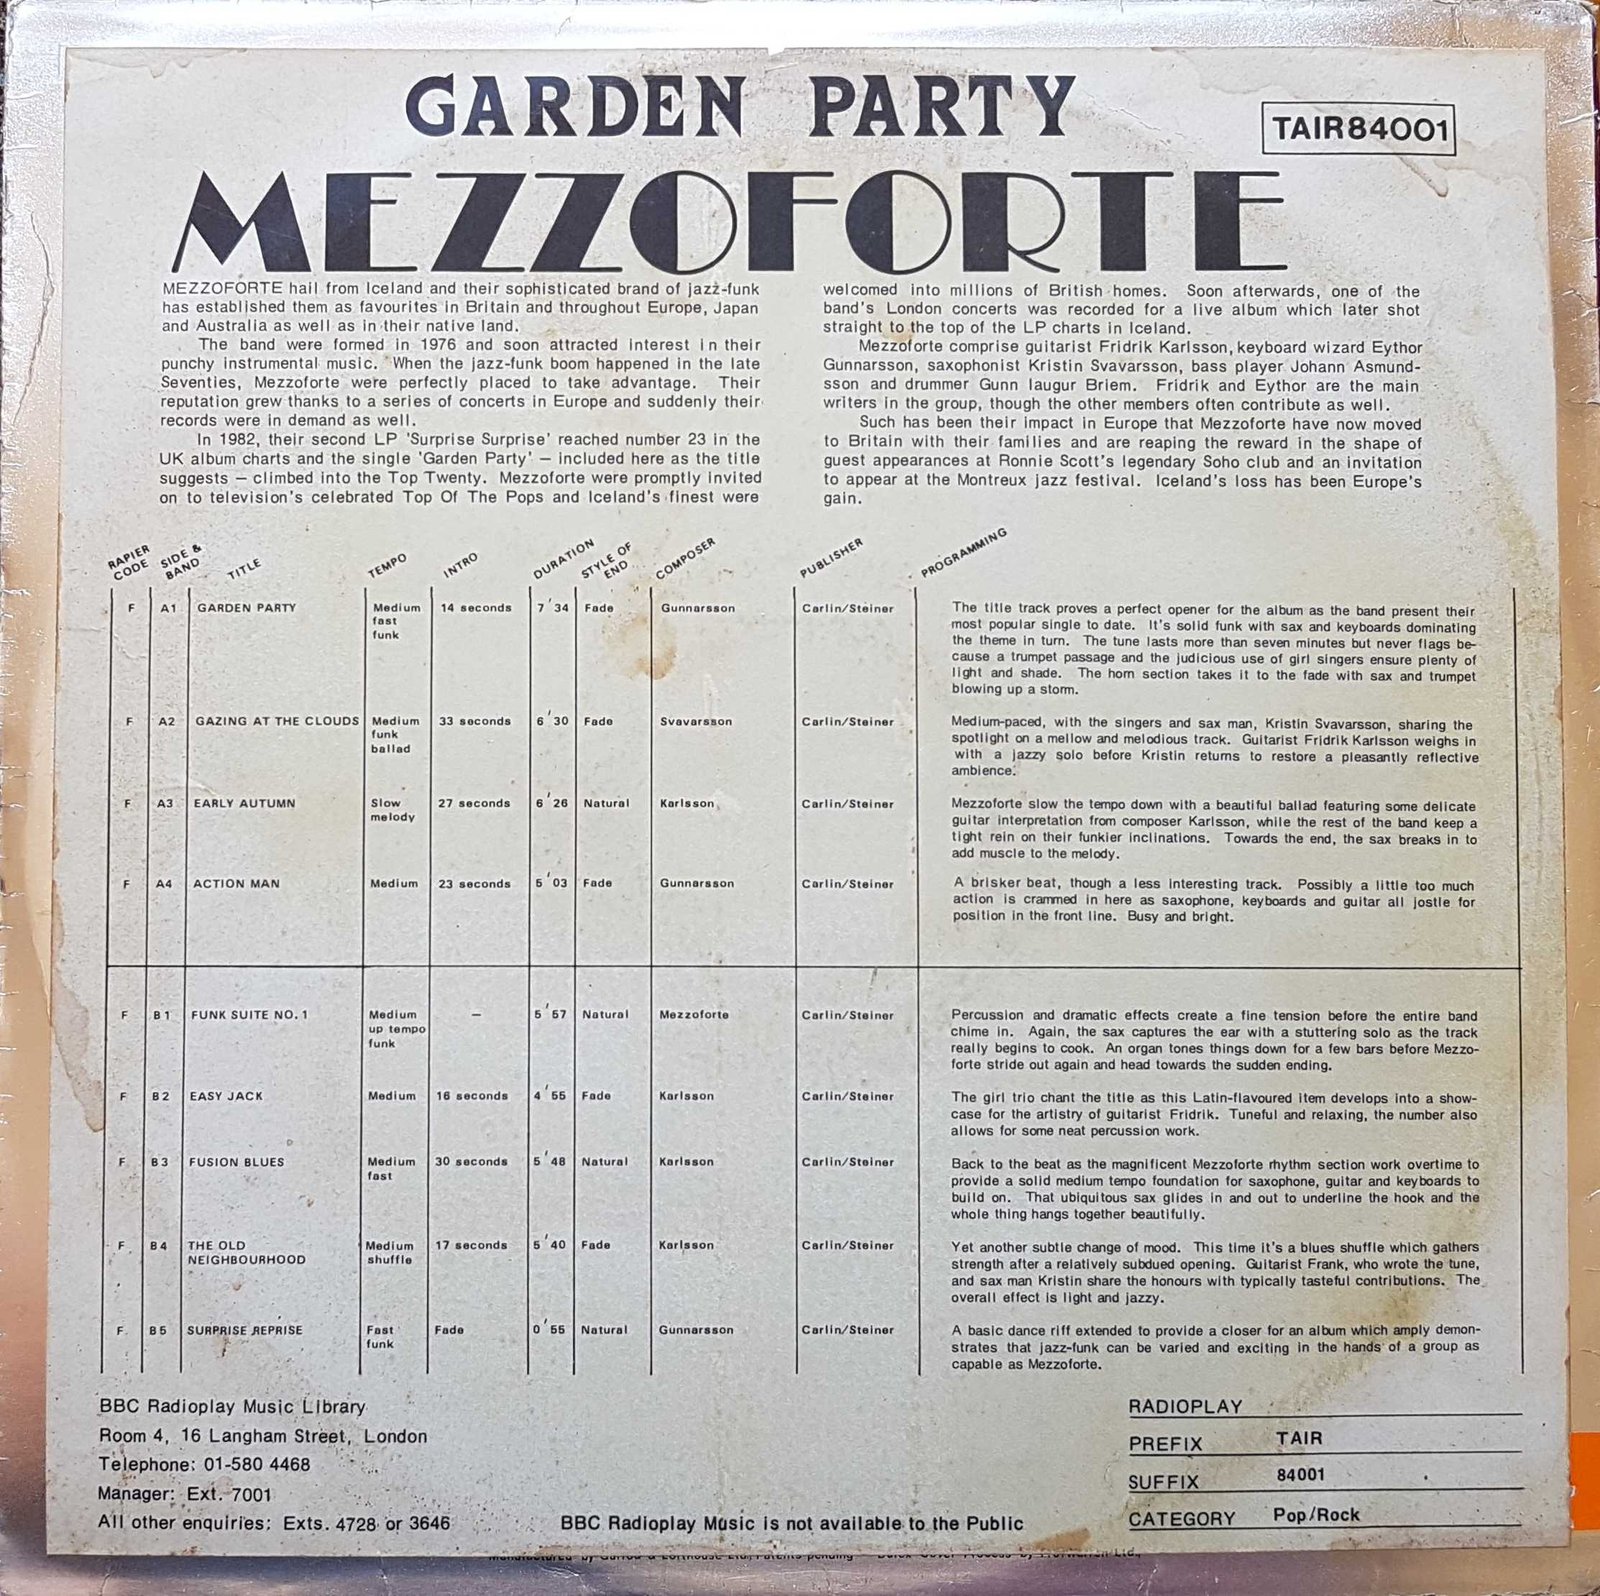 GARDEN PARTY
TAIR84001
MEZZOFORTE
MEZZOFORTE hail from Iceland and their sophisticated brand of jazz-funk
has established them as favourites in Britain and throughout Europe, Japan
and Australia as well as in their native land.
The band were formed in 1976 and soon attracted interest in their
punchy instrumental music. When the jazz-funk boom happened in the late
Seventies, Mezzoforte were perfectly placed to take advantage. Their
reputation grew thanks to a series of concerts in Europe and suddenly their
records were in demand as well.
In 1982, their second LP 'Surprise Surprise' reached number 23 in the
UK album charts and the single 'Garden Party' — included here as the title
suggests — climbed into the Top Twenty. Mezzoforte were promptly invited
on to television's celebrated Top Of The Pops and Iceland's finest were
welcomed into millions of British homes. Soon afterwards, one of the
band's London concerts was recorded for a live album which later shot
straight to the top of the LP charts in Iceland.
Mezzoforte comprise guitarist Fridrik Karlsson, keyboard wizard Eythor
Gunnarsson, saxophonist Kristin Svavarsson, bass player Johann Asmund-
sson and drummer Gunn laugur Briem. Fridrik and Eythor are the main
writers in the group, though the other members often contribute as well.
Such has been their impact in Europe that Mezzoforte have now moved
to Britain with their families and are reaping the reward in the shape of
guest appearances at Ronnie Scott's legendary Soho club and an invitation
to appear at the Montreux jazz festival. Iceland's loss has been Europe's
gain.
RAPIER CODE SIDE & BAND TITLE TEMPO INTRO DURATION STYLE OF END COMPOSER PUBLISHER PROGRAMMING
F A1 GARDEN PARTY Medium 14 seconds 7'34 Fade Gunnarsson Carlin/Steiner
fast
funk
The title track proves a perfect opener for the album as the band present their
most popular single to date. It's solid funk with sax and keyboards dominating
the theme in turn. The tune lasts more than seven minutes but never flags be-
cause a trumpet passage and the judicious use of girl singers ensure plenty of
light and shade. The horn section takes it to the fade with sax and trumpet
blowing up a storm.
F A2 GAZING AT THE CLOUDS Medium 33 seconds 6'30 Fade Svavarsson Carlin/Steiner
funk
ballad
Medium-paced, with the singers and sax man, Kristin Svavarsson, sharing the
spotlight on a mellow and melodious track. Guitarist Fridrik Karlsson weighs in
with a jazzy solo before Kristin returns to restore a pleasantly reflective
ambience.
F A3 EARLY AUTUMN Slow 27 seconds 6'26 Natural Karlsson Carlin/Steiner
melody
Mezzoforte slow the tempo down with a beautiful ballad featuring some delicate
guitar interpretation from composer Karlsson, while the rest of the band keep a
tight rein on their funkier inclinations. Towards the end, the sax breaks in to
add muscle to the melody.
F A4 ACTION MAN Medium 23 seconds 5'03 Fade Gunnarsson Carlin/Steiner
A brisker beat, though a less interesting track. Possibly a little too much
action is crammed in here as saxophone, keyboards and guitar all jostle for
position in the front line. Busy and bright.
F B1 FUNK SUITE NO. 1 Medium — 5'57 Natural Mezzoforte Carlin/Steiner
up tempo
funk
Percussion and dramatic effects create a fine tension before the entire band
chime in. Again, the sax captures the ear with a stuttering solo as the track
really begins to cook. An organ tones things down for a few bars before Mezzo-
forte stride out again and head towards the sudden ending.
F B2 EASY JACK Medium 16 seconds 4'55 Fade Karlsson Carlin/Steiner
The girl trio chant the title as this Latin-flavoured item develops into a show-
case for the artistry of guitarist Fridrik. Tuneful and relaxing, the number also
allows for some neat percussion work.
F B3 FUSION BLUES Medium 30 seconds 5'48 Natural Karlsson Carlin/Steiner
fast
Back to the beat as the magnificent Mezzoforte rhythm section work overtime to
provide a solid medium tempo foundation for saxophone, guitar and keyboards to
build on. That ubiquitous sax glides in and out to underline the hook and the
whole thing hangs together beautifully.
F B4 THE OLD Medium 17 seconds 5'40 Fade Karlsson Carlin/Steiner
NEIGHBOURHOOD shuffle
Yet another subtle change of mood. This time it's a blues shuffle which gathers
strength after a relatively subdued opening. Guitarist Frank, who wrote the tune,
and sax man Kristin share the honours with typically tasteful contributions. The
overall effect is light and jazzy.
F B5 SURPRISE REPRISE Fast Fade 0'55 Natural Gunnarsson Carlin/Steiner
funk
A basic dance riff extended to provide a closer for an album which amply demon-
strates that jazz-funk can be varied and exciting in the hands of a group as
capable as Mezzoforte.
BBC Radioplay Music Library
Room 4, 16 Langham Street, London
Telephone: 01-580 4468
Manager: Ext. 7001
All other enquiries: Exts. 4728 or 3646
BBC Radioplay Music is not available to the Public
RADIOPLAY
PREFIX TAIR
SUFFIX 84001
CATEGORY Pop/Rock